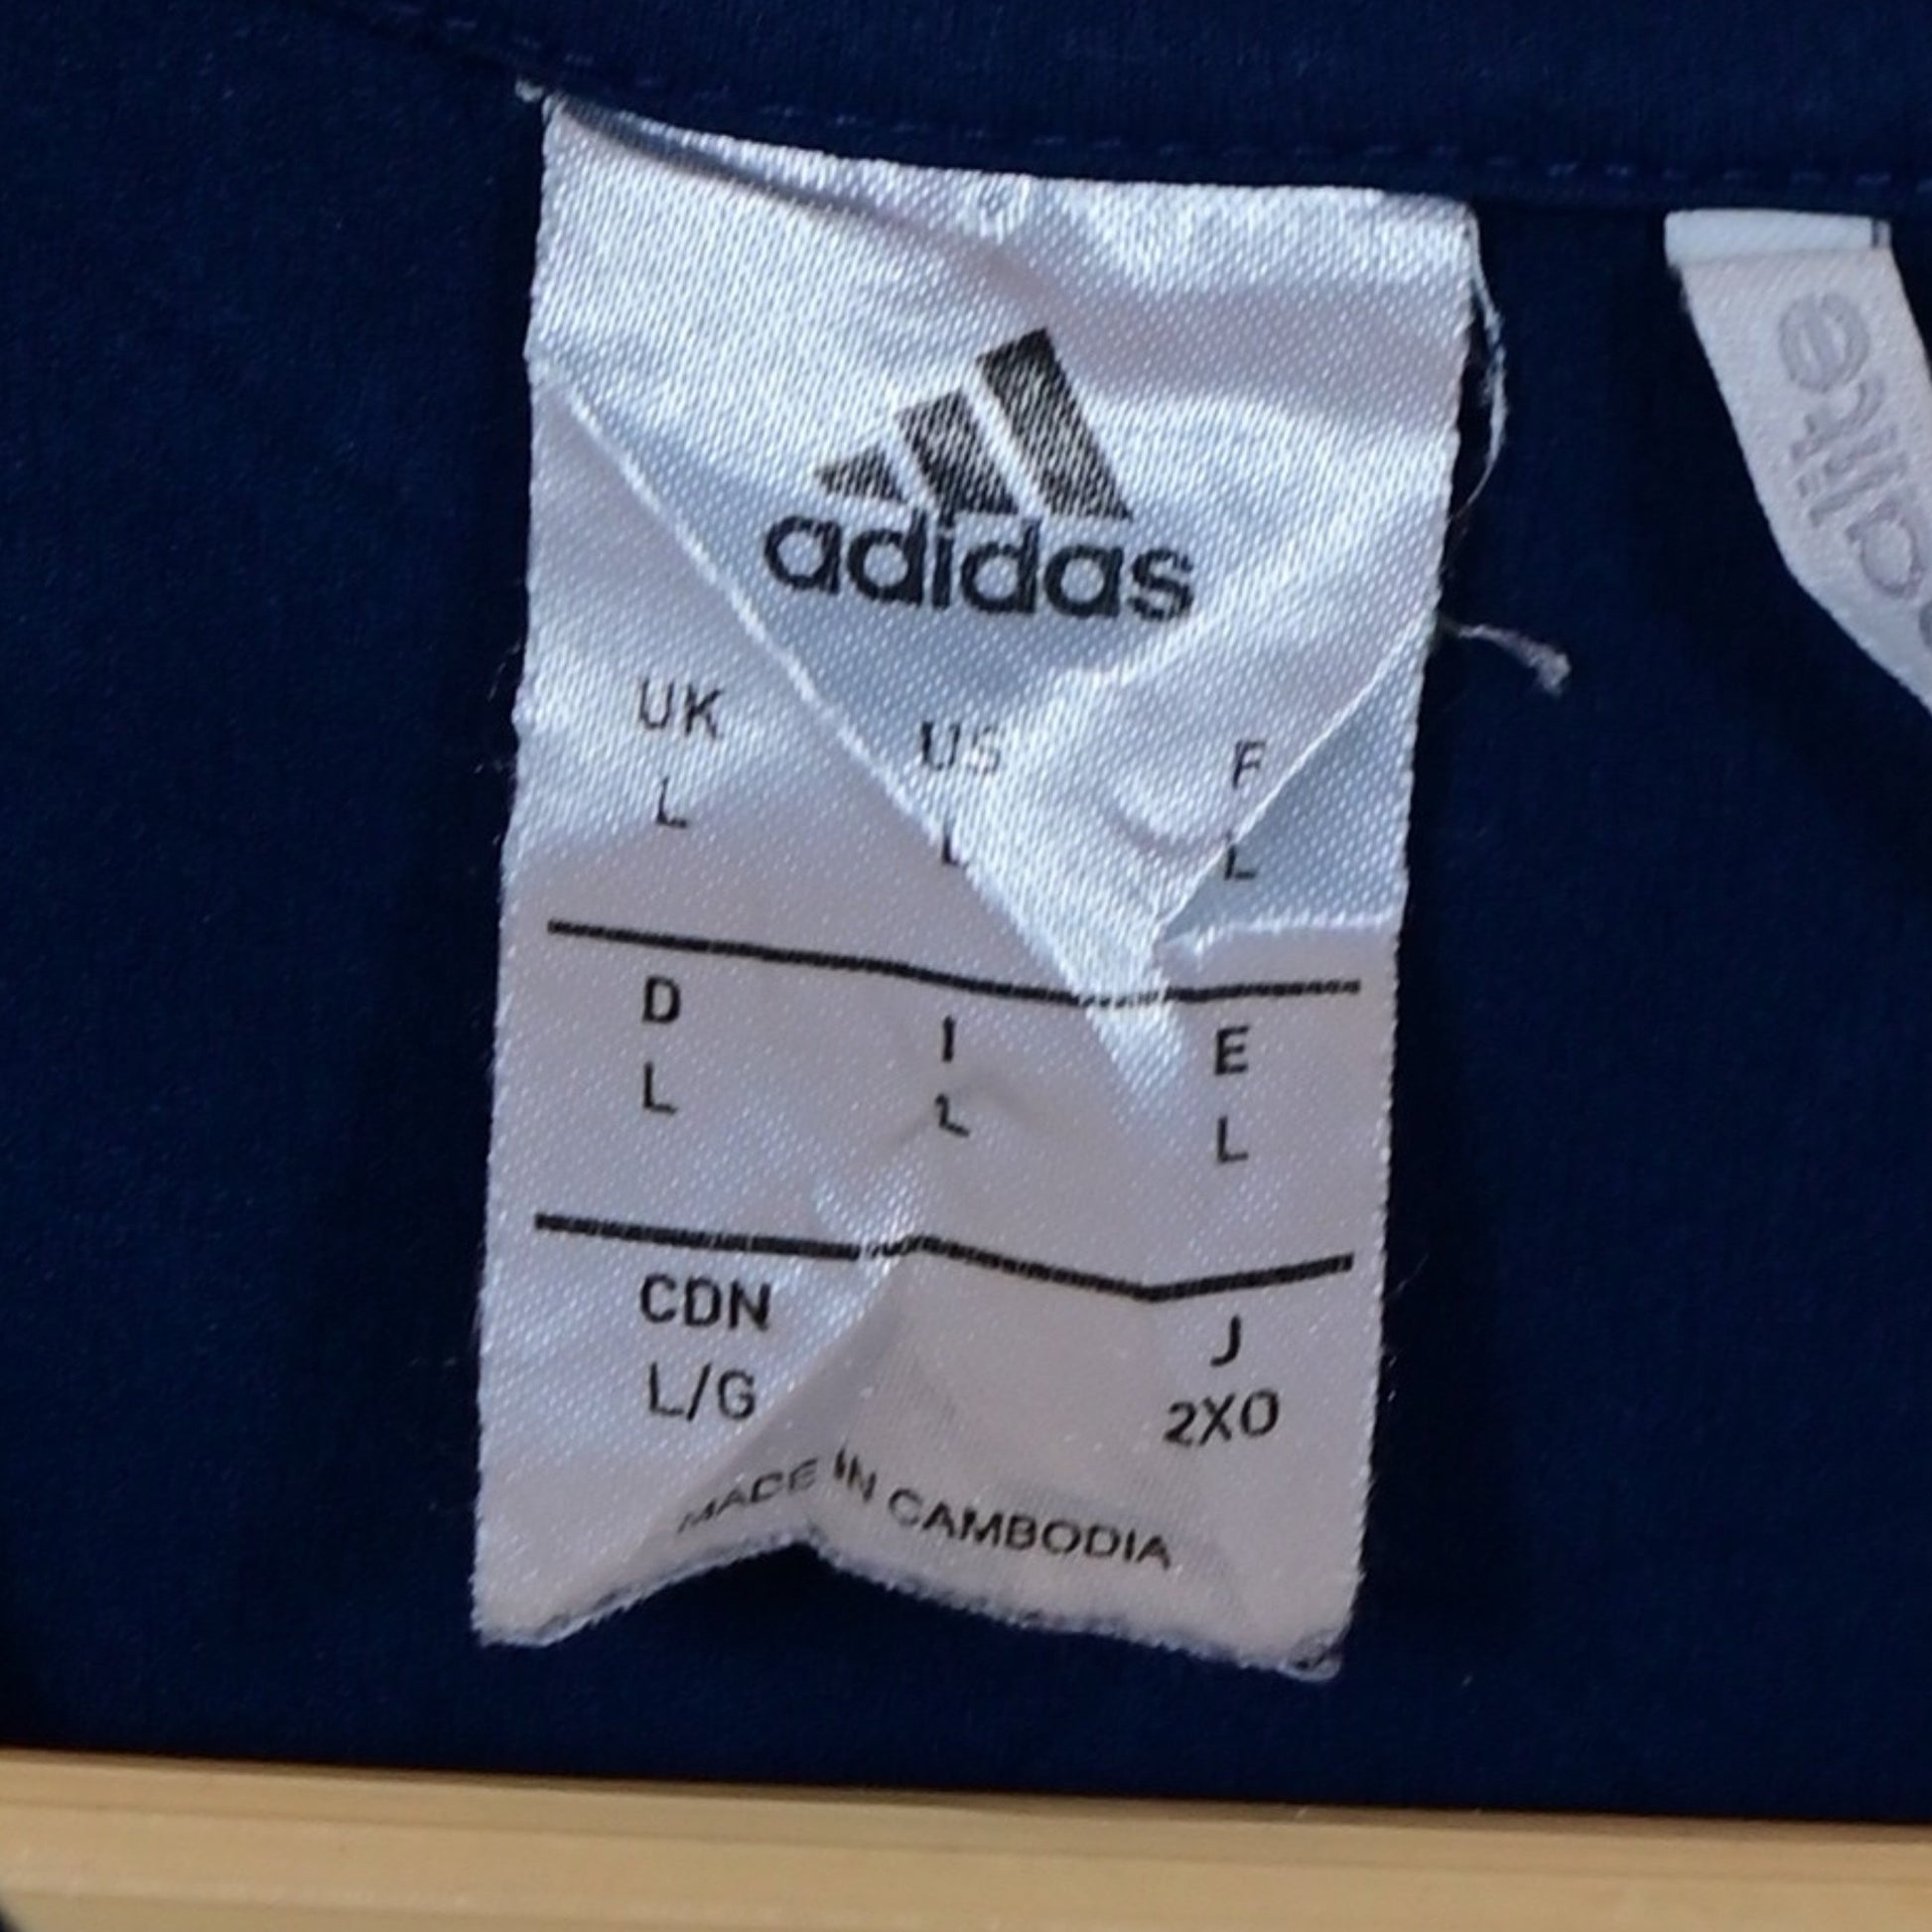 adidas
UK US F
L L L
D I E
L L L
CDN J
L/G 2XO
MADE IN CAMBODIA